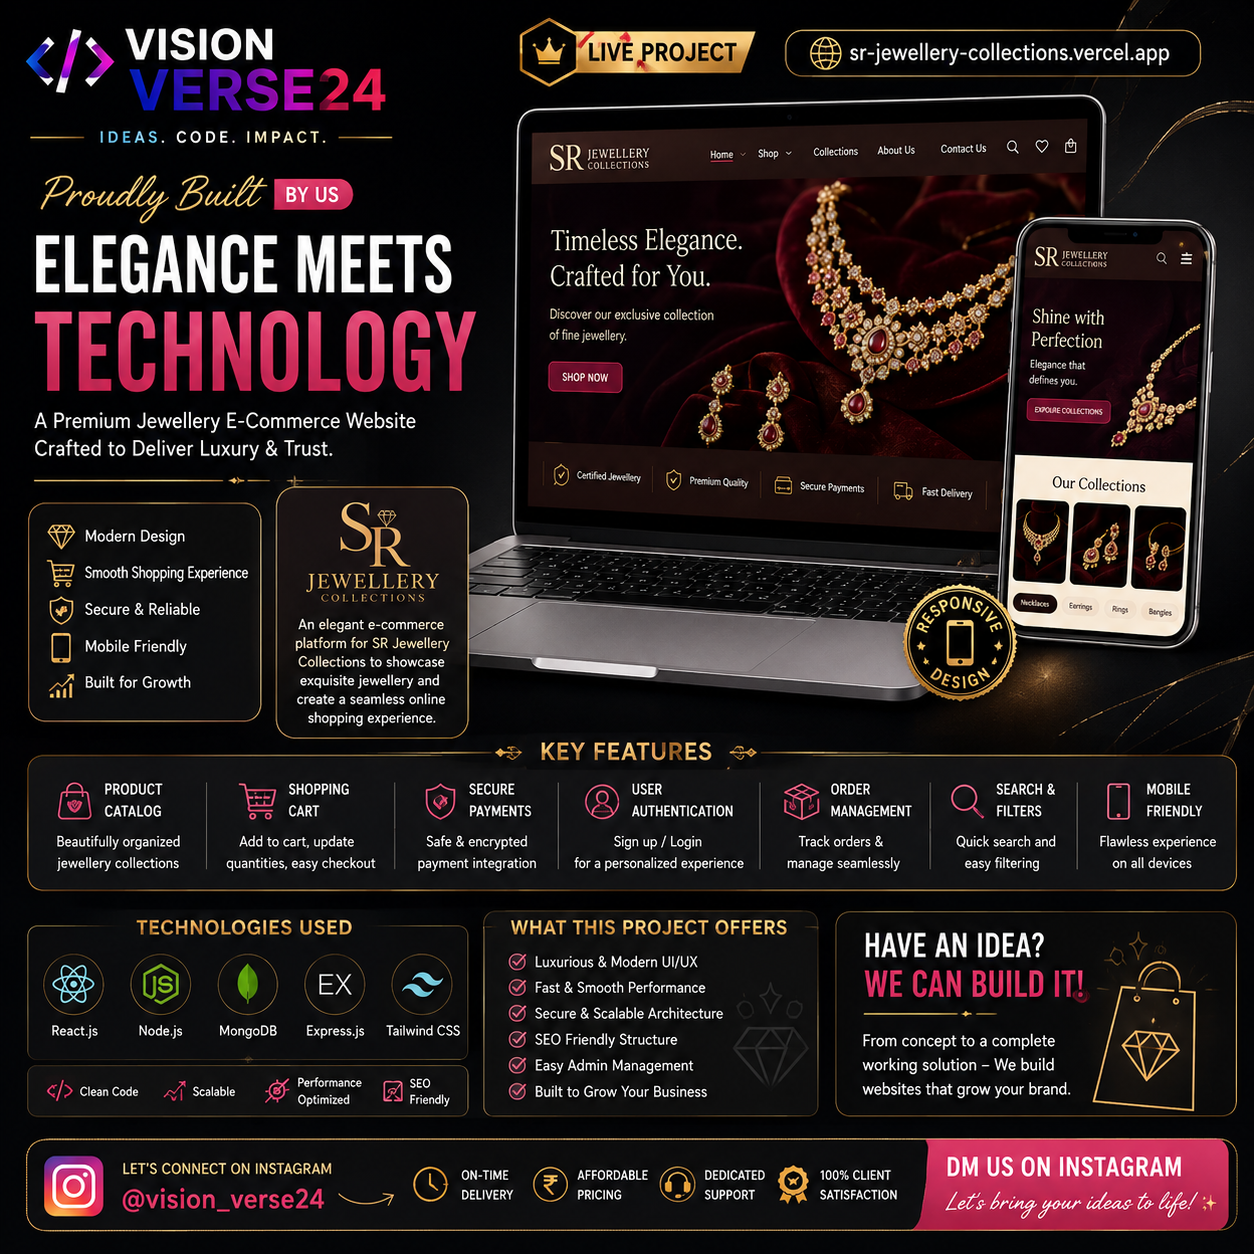 VISION
VERSE24
IDEAS. CODE. IMPACT.
LIVE PROJECT
sr-jewellery-collections.vercel.app
Proudly Built BY US
ELEGANCE MEETS
TECHNOLOGY
A Premium Jewellery E-Commerce Website
Crafted to Deliver Luxury & Trust.
Modern Design
Smooth Shopping Experience
Secure & Reliable
Mobile Friendly
Built for Growth
SR
JEWELLERY
COLLECTIONS
An elegant e-commerce
platform for SR Jewellery
Collections to showcase
exquisite jewellery and
create a seamless online
shopping experience.
SR JEWELLERY
COLLECTIONS
Home
Shop
Collections
About Us
Contact Us
Timeless Elegance.
Crafted for You.
Discover our exclusive collection
of fine jewellery.
SHOP NOW
Certified Jewellery
Premium Quality
Secure Payments
Fast Delivery
SR JEWELLERY
COLLECTIONS
Shine with
Perfection
Elegance that
defines you.
EXPOLRE COLLECTIONS
Our Collections
Necklaces
Earrings
Rings
Bangles
RESPONSIVE
DESIGN
KEY FEATURES
PRODUCT
CATALOG
Beautifully organized
jewellery collections
SHOPPING
CART
Add to cart, update
quantities, easy checkout
SECURE
PAYMENTS
Safe & encrypted
payment integration
USER
AUTHENTICATION
Sign up / Login
for a personalized experience
ORDER
MANAGEMENT
Track orders &
manage seamlessly
SEARCH &
FILTERS
Quick search and
easy filtering
MOBILE
FRIENDLY
Flawless experience
on all devices
TECHNOLOGIES USED
JS
EX
React.js
Node.js
MongoDB
Express.js
Tailwind CSS
Clean Code
Scalable
Performance
Optimized
SEO
Friendly
WHAT THIS PROJECT OFFERS
Luxurious & Modern UI/UX
Fast & Smooth Performance
Secure & Scalable Architecture
SEO Friendly Structure
Easy Admin Management
Built to Grow Your Business
HAVE AN IDEA?
WE CAN BUILD IT!
From concept to a complete
working solution – We build
websites that grow your brand.
LET'S CONNECT ON INSTAGRAM
@vision_verse24
ON-TIME
DELIVERY
₹
AFFORDABLE
PRICING
DEDICATED
SUPPORT
100% CLIENT
SATISFACTION
DM US ON INSTAGRAM
Let's bring your ideas to life!